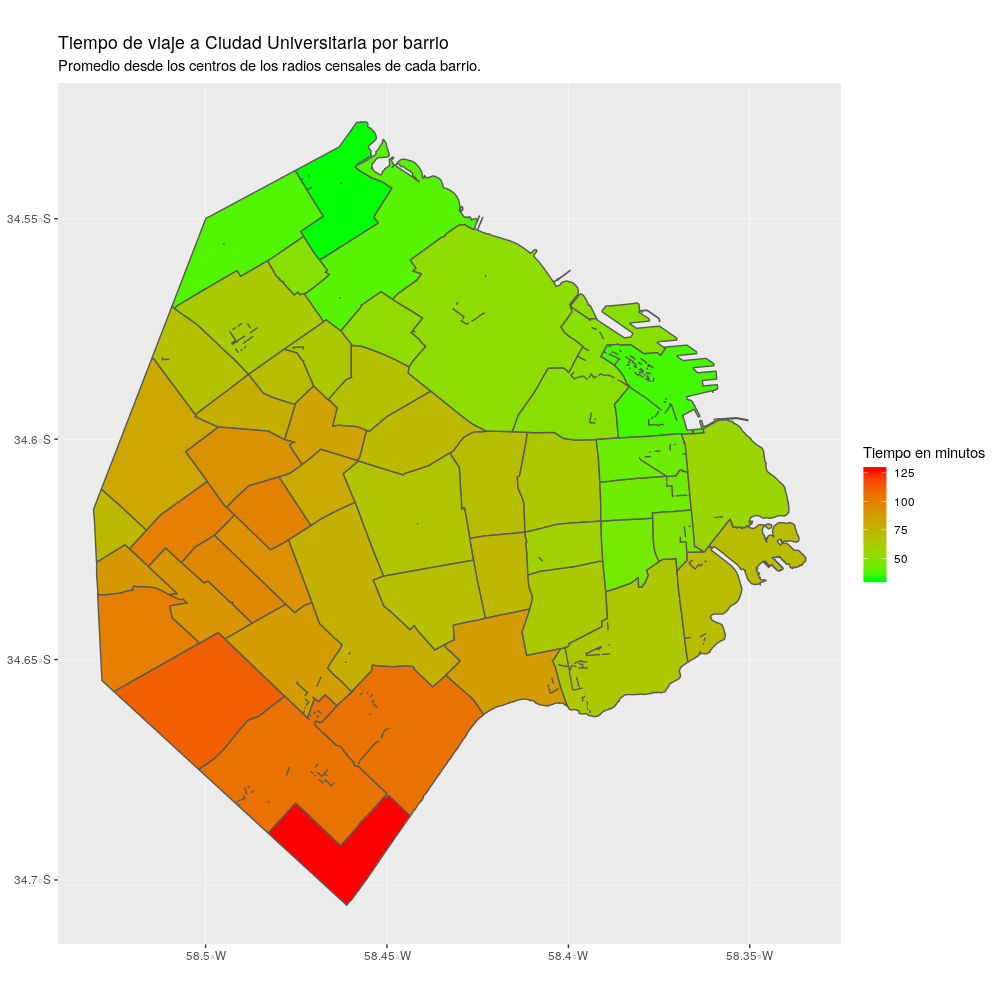 Tiempo de viaje a Ciudad Universitaria por barrio
Promedio desde los centros de los radios censales de cada barrio.
34.55◦S
34.6◦S
34.65◦S
34.7◦S
58.5◦W
58.45◦W
58.4◦W
58.35◦W
Tiempo en minutos
125
100
75
50